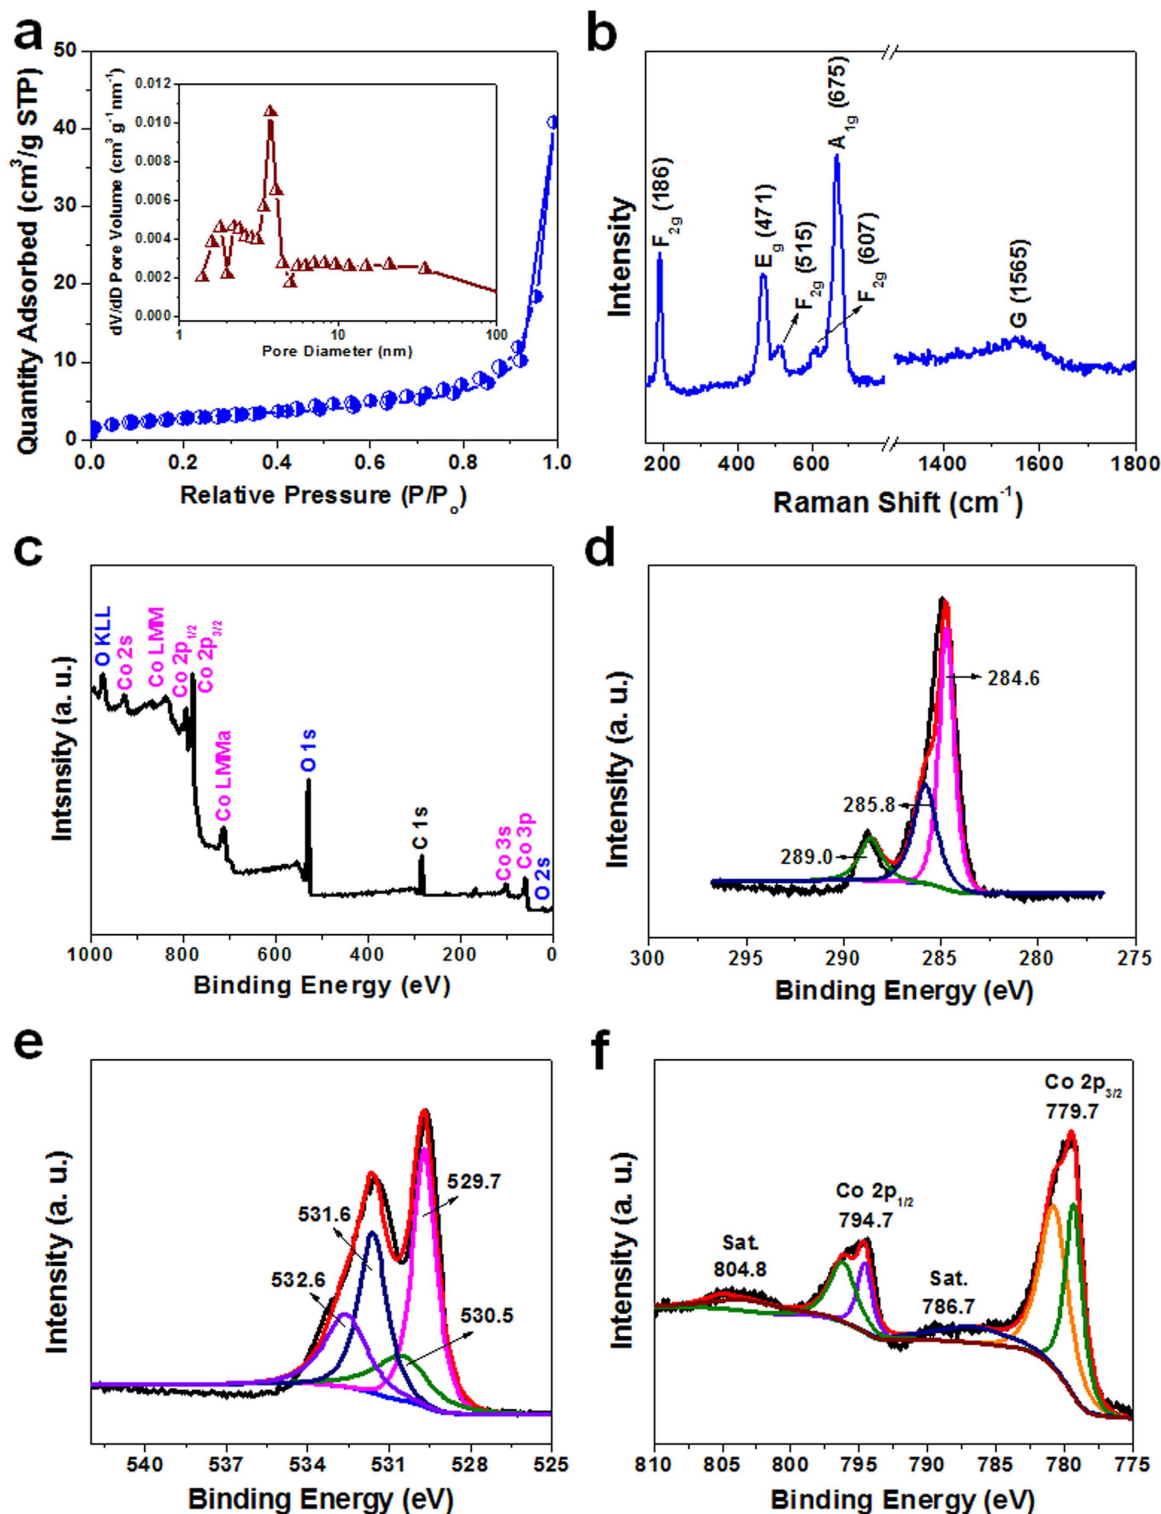 a
50
40
30
20
10
0
Quantity Adsorbed (cm³/g STP)
0.0 0.2 0.4 0.6 0.8 1.0
Relative Pressure (P/Pₒ)
0.012
0.010
0.008
0.006
0.004
0.002
0.000
dV/dD Pore Volume (cm³ g⁻¹nm⁻¹)
1 10 100
Pore Diameter (nm)
b
Intensity
F2g (186)
Eg (471)
F2g (515)
F2g (607)
A1g (675)
G (1565)
200 400 600 1400 1600 1800
Raman Shift (cm⁻¹)
c
Intsnsity (a. u.)
O KLL
Co 2s
Co LMM
Co 2p1/2
Co 2p3/2
Co LMMa
O 1s
C 1s
Co 3s
Co 3p
O 2s
1000 800 600 400 200 0
Binding Energy (eV)
d
Intensity (a. u.)
284.6
285.8
289.0
300 295 290 285 280 275
Binding Energy (eV)
e
Intensity (a. u.)
529.7
531.6
532.6
530.5
540 537 534 531 528 525
Binding Energy (eV)
f
Intensity (a. u.)
Co 2p3/2
779.7
Co 2p1/2
794.7
Sat.
804.8
Sat.
786.7
810 805 800 795 790 785 780 775
Binding Energy (eV)